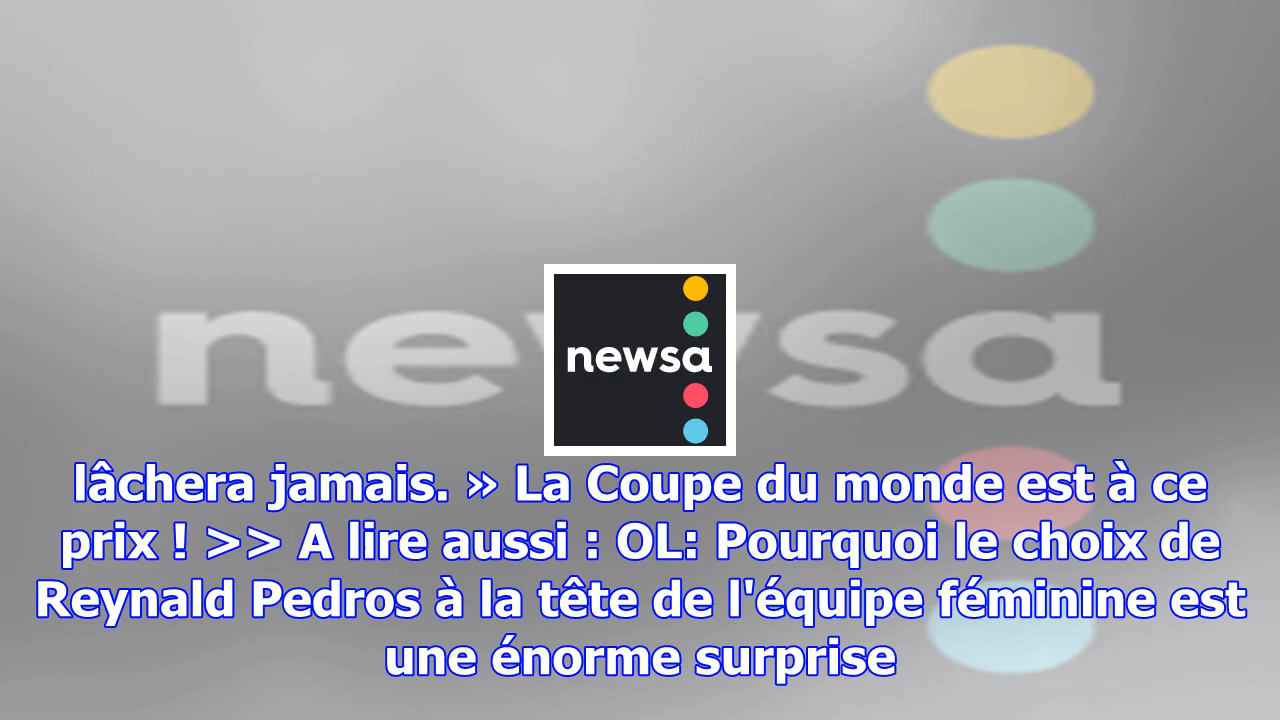 newsa
newsa
lâchera jamais. » La Coupe du monde est à ce
prix ! >> A lire aussi : OL: Pourquoi le choix de
Reynald Pedros à la tête de l'équipe féminine est
une énorme surprise